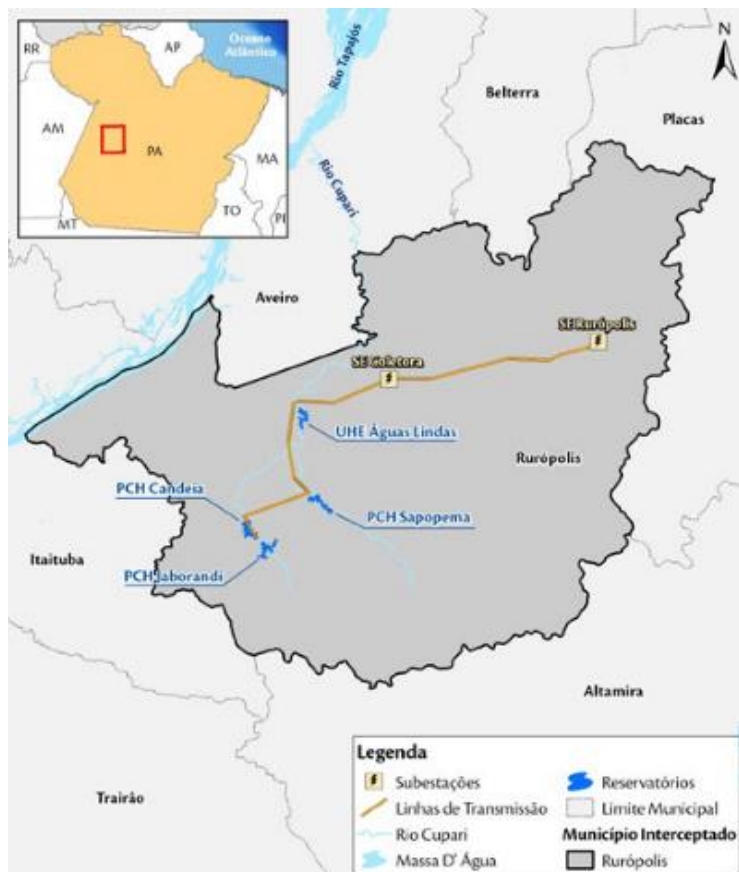 RR
AP
Oceano
Atlântico
AM
PA
MA
MT
TO
PI
N
Rio Tapajós
Belterra
Placas
Rio Cupari
Aveiro
SE Rurópolis
SE Coletora
UHE Águas Lindas
Rurópolis
PCH Candeia
PCH Sapopema
Itaituba
PCH Jaborandi
Altamira
Trairão
Legenda
Subestações
Linhas de Transmissão
Rio Cupari
Massa D' Água
Reservatórios
Limite Municipal
Município Interceptado
Rurópolis